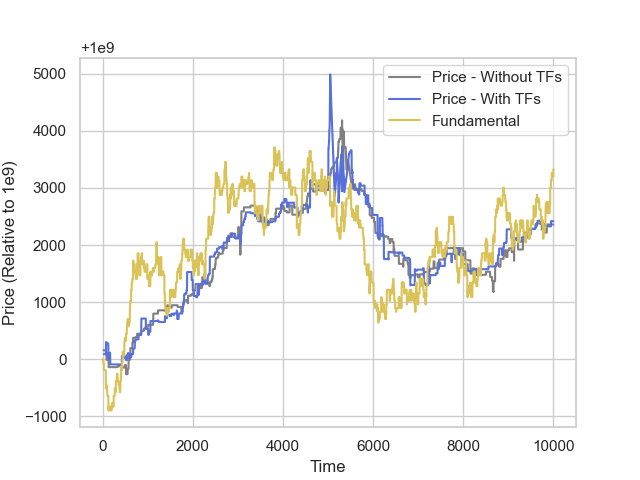 +1e9
Price - Without TFs
Price - With TFs
Fundamental
5000
4000
3000
2000
1000
0
−1000
Price (Relative to 1e9)
0 2000 4000 6000 8000 10000
Time